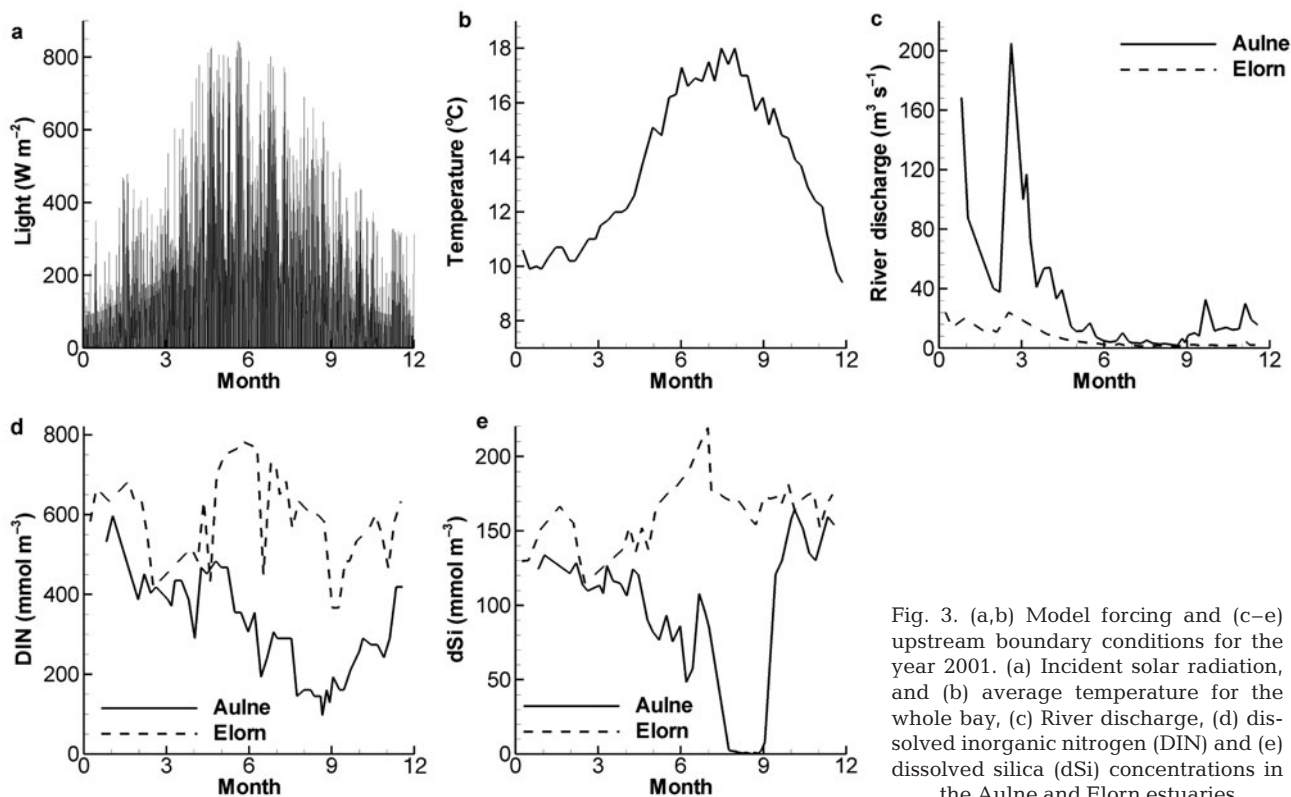 a
Light (W m⁻²)
800
600
400
200
0
0 3 6 9 12
Month
b
Temperature (°C)
18
16
14
12
10
8
0 3 6 9 12
Month
c
River discharge (m³ s⁻¹)
200
160
120
80
40
0
0 3 6 9 12
Month
Aulne
Elorn
d
DIN (mmol m⁻³)
800
600
400
200
0
Aulne
Elorn
0 3 6 9 12
Month
e
dSi (mmol m⁻³)
200
150
100
50
0
Aulne
Elorn
0 3 6 9 12
Month
Fig. 3. (a,b) Model forcing and (c–e)
upstream boundary conditions for the
year 2001. (a) Incident solar radiation,
and (b) average temperature for the
whole bay, (c) River discharge, (d) dis-
solved inorganic nitrogen (DIN) and (e)
dissolved silica (dSi) concentrations in
the Aulne and Elorn estuaries